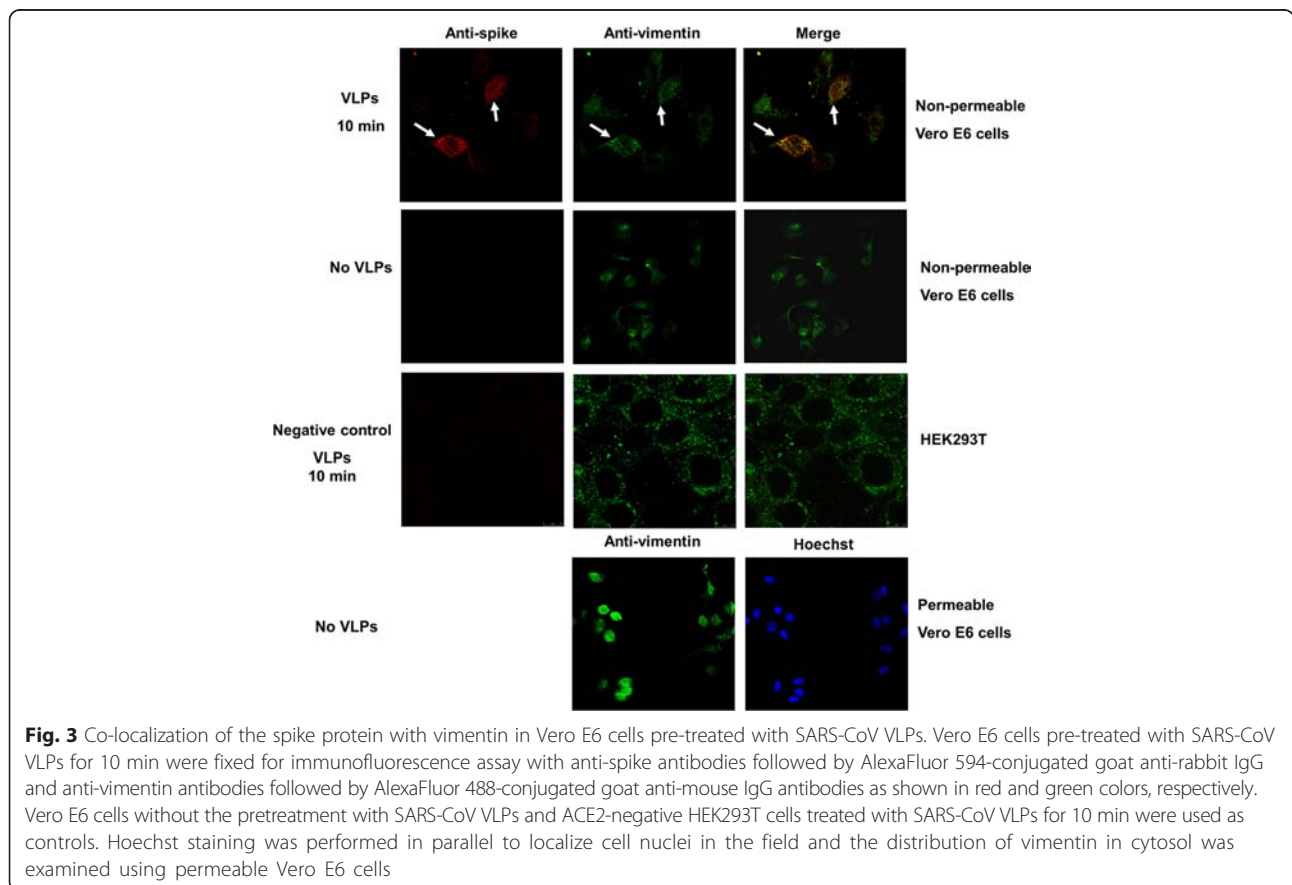 Anti-spike Anti-vimentin Merge
VLPs
10 min
Non-permeable
Vero E6 cells
No VLPs
Non-permeable
Vero E6 cells
Negative control
VLPs
10 min
HEK293T
Anti-vimentin Hoechst
No VLPs
Permeable
Vero E6 cells
Fig. 3 Co-localization of the spike protein with vimentin in Vero E6 cells pre-treated with SARS-CoV VLPs. Vero E6 cells pre-treated with SARS-CoV
VLPs for 10 min were fixed for immunofluorescence assay with anti-spike antibodies followed by AlexaFluor 594-conjugated goat anti-rabbit IgG
and anti-vimentin antibodies followed by AlexaFluor 488-conjugated goat anti-mouse IgG antibodies as shown in red and green colors, respectively.
Vero E6 cells without the pretreatment with SARS-CoV VLPs and ACE2-negative HEK293T cells treated with SARS-CoV VLPs for 10 min were used as
controls. Hoechst staining was performed in parallel to localize cell nuclei in the field and the distribution of vimentin in cytosol was
examined using permeable Vero E6 cells